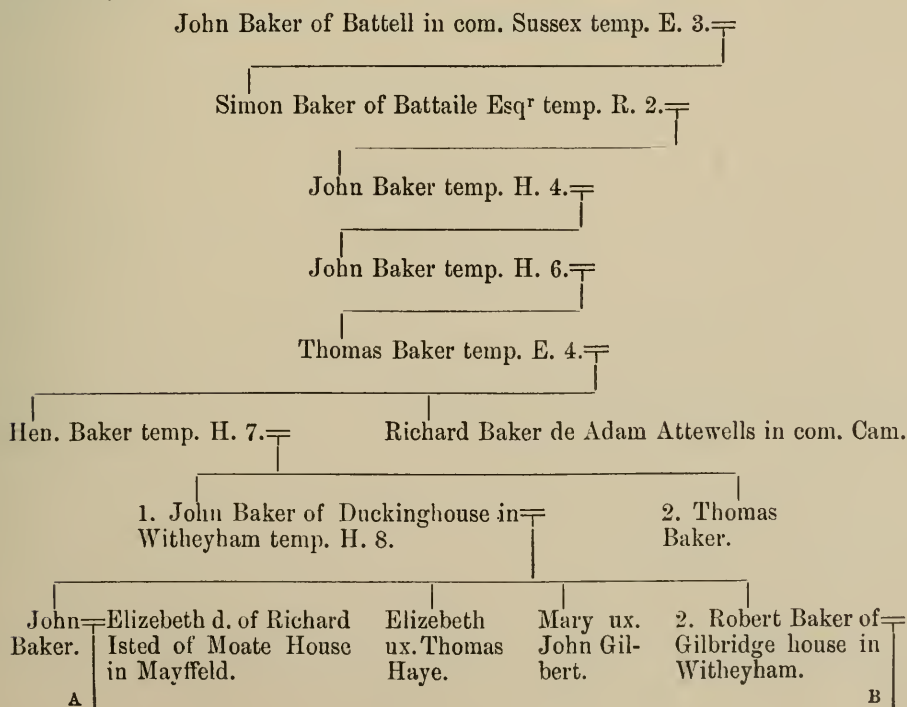 John Baker of Battell in com. Sussex temp. E. 3.
Simon Baker of Battaile Esqʳ temp. R. 2.
John Baker temp. H. 4.
John Baker temp. H. 6.
Thomas Baker temp. E. 4.
Hen. Baker temp. H. 7.
Richard Baker de Adam Attewells in com. Cam.
1. John Baker of Duckinghouse in
Witheyham temp. H. 8.
2. Thomas
Baker.
John
Baker.
A
Elizebeth d. of Richard
Isted of Moate House
in Mayffeld.
Elizebeth
ux. Thomas
Haye.
Mary ux.
John Gil-
bert.
2. Robert Baker of
Gilbridge house in
Witheyham.
B